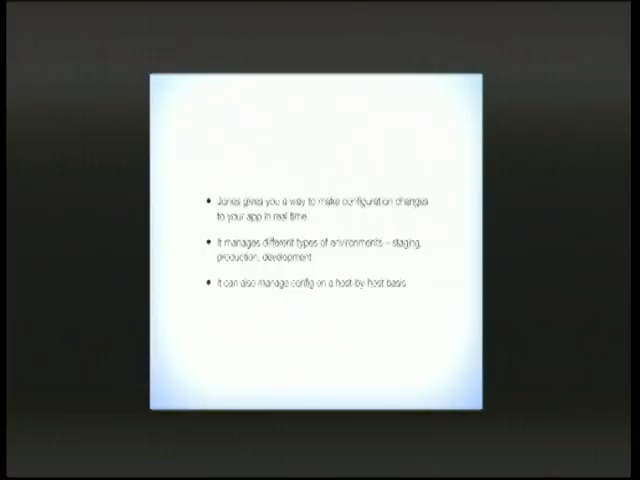 • Jones gives you a way to make configuration changes
to your app in real time
• It manages different types of environments – staging,
production, development
• It can also manage config on a host-by-host basis